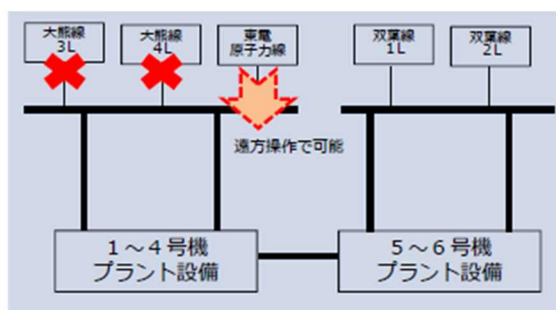 大熊線
3L
大熊線
4L
東電
原子力線
双葉線
1L
双葉線
2L
遠方操作で可能
1～4号機
プラント設備
5～6号機
プラント設備